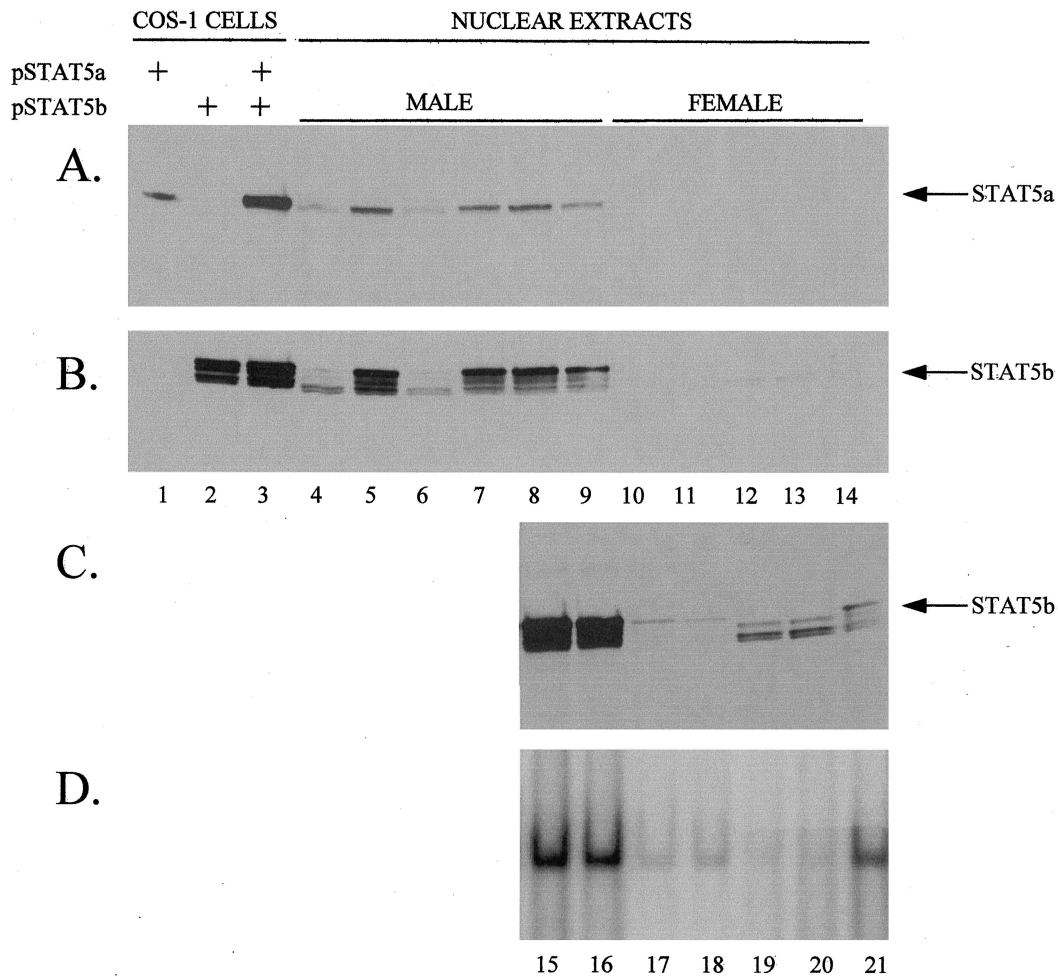 COS-1 CELLS NUCLEAR EXTRACTS
pSTAT5a + +
pSTAT5b + + MALE FEMALE
A.
STAT5a
B.
STAT5b
1 2 3 4 5 6 7 8 9 10 11 12 13 14
C.
STAT5b
D.
15 16 17 18 19 20 21